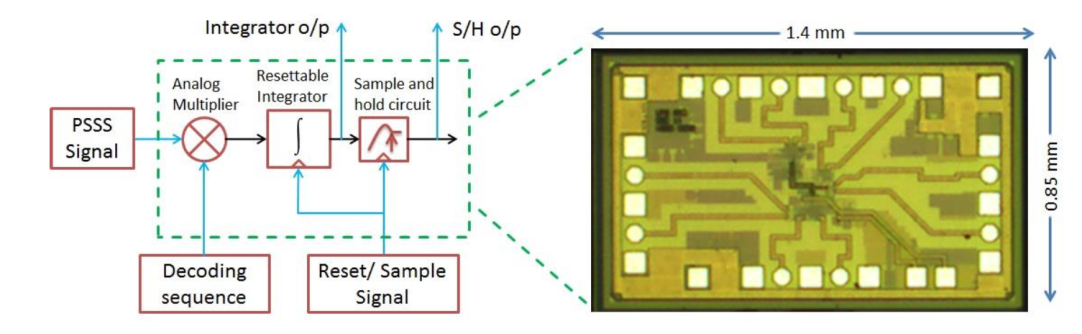 Integrator o/p
S/H o/p
1.4 mm
Analog
Multiplier
Resettable
Integrator
Sample and
hold circuit
PSSS
Signal
∫
0.85 mm
Decoding
sequence
Reset/ Sample
Signal